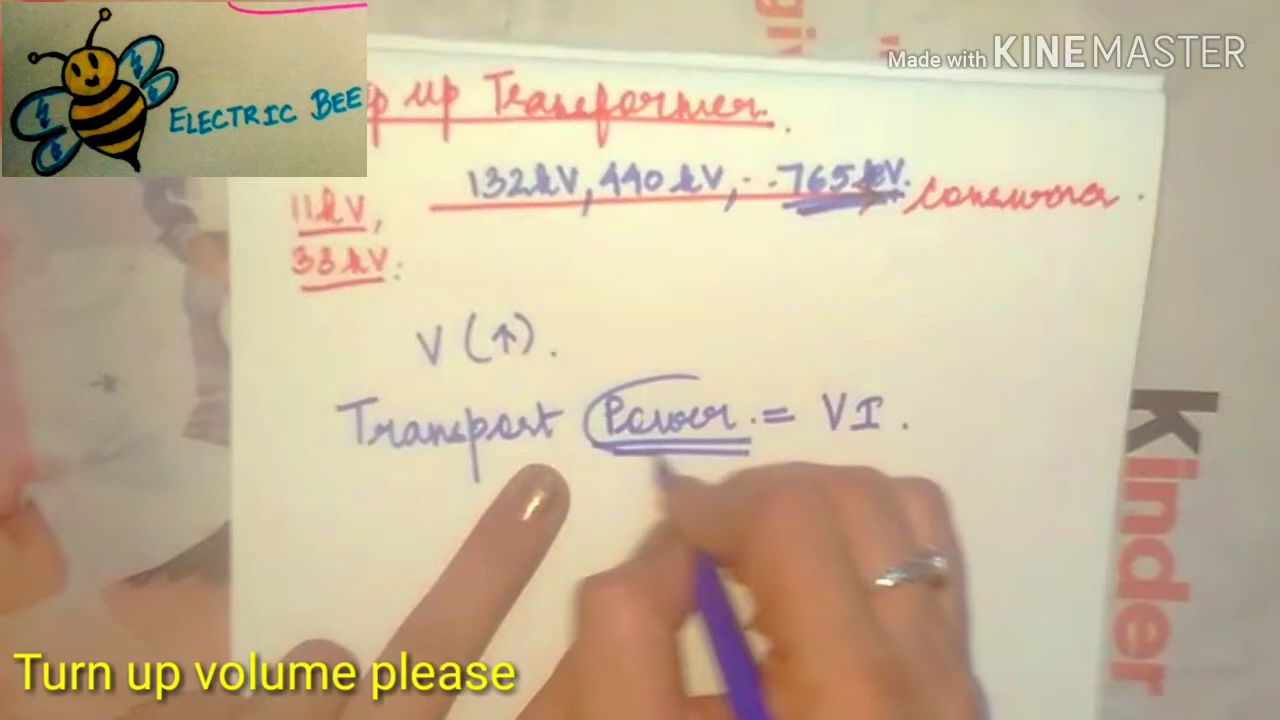 Made with KINEMASTER
ELECTRIC BEE
up Transformer.
132kV, 440kV, -. 765kV.
11kV,
33kV.
V (↑).
Transport Power. = VI.
Kinder
Turn up volume please